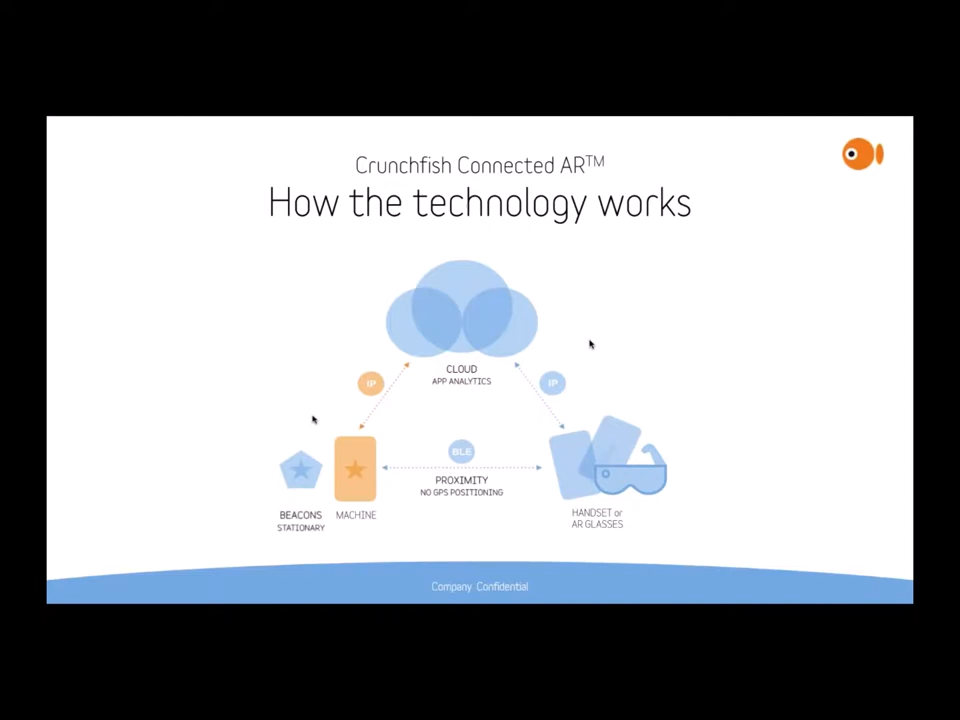 Crunchfish Connected AR™
How the technology works
CLOUD
APP ANALYTICS
IP
IP
BLE
PROXIMITY
NO GPS POSITIONING
BEACONS
STATIONARY
MACHINE
HANDSET or
AR GLASSES
Company Confidential